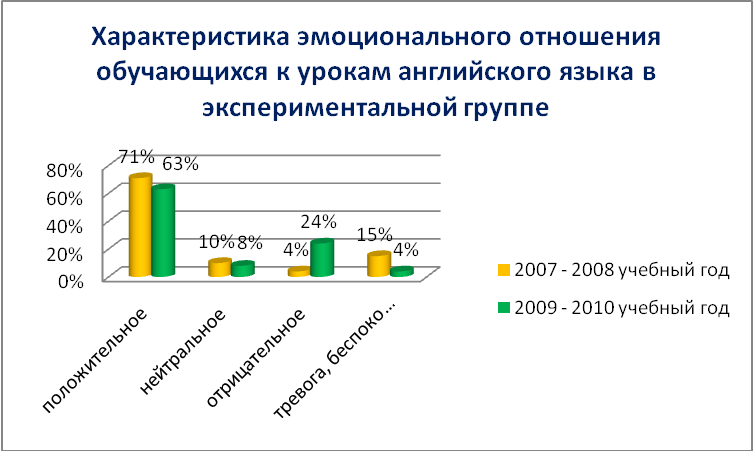 Характеристика эмоционального отношения
обучающихся к урокам английского языка в
экспериментальной группе
80%
60%
40%
20%
0%
71%
63%
10%
8%
4%
24%
15%
4%
положительное
нейтральное
отрицательное
тревога, беспоко...
2007 - 2008 учебный год
2009 - 2010 учебный год